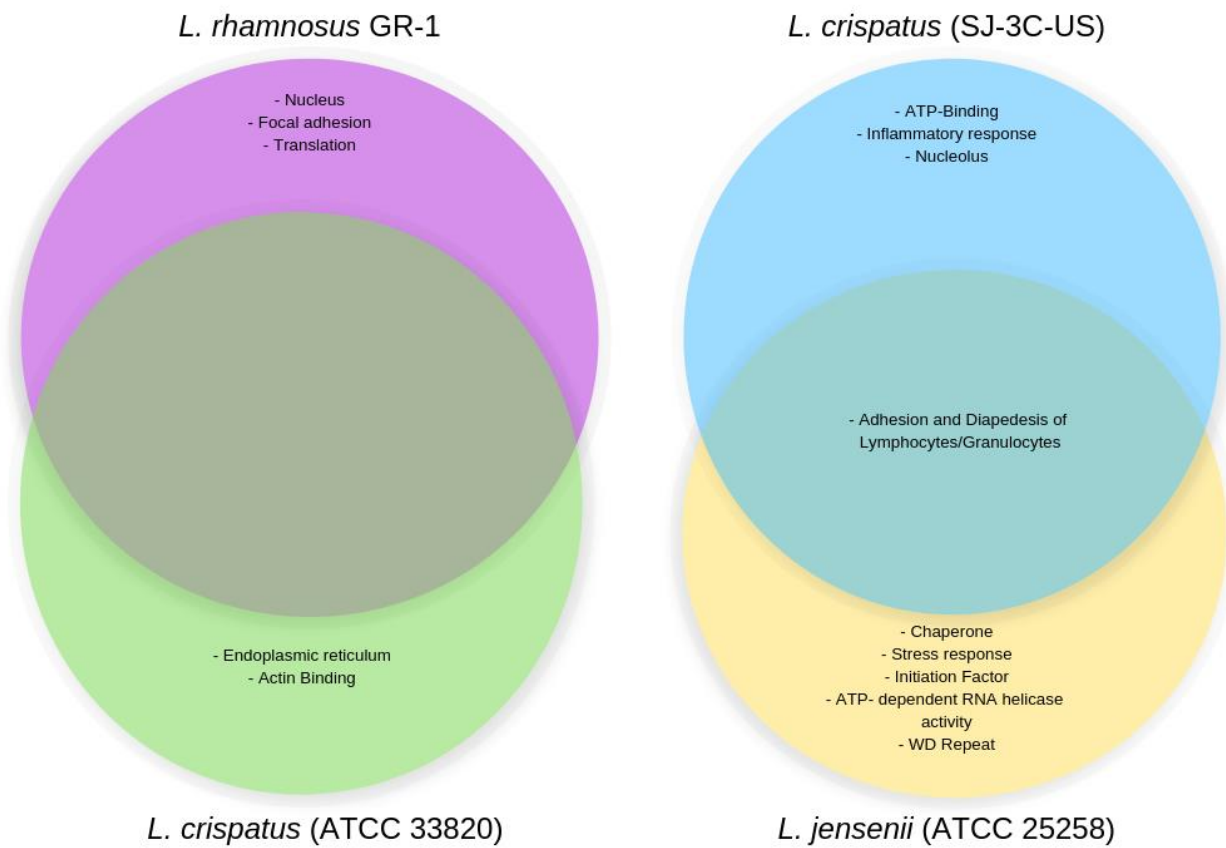 L. rhamnosus GR-1
- Nucleus
- Focal adhesion
- Translation
- Endoplasmic reticulum
- Actin Binding
L. crispatus (ATCC 33820)
L. crispatus (SJ-3C-US)
- ATP-Binding
- Inflammatory response
- Nucleolus
- Adhesion and Diapedesis of
Lymphocytes/Granulocytes
- Chaperone
- Stress response
- Initiation Factor
- ATP- dependent RNA helicase
activity
- WD Repeat
L. jensenii (ATCC 25258)